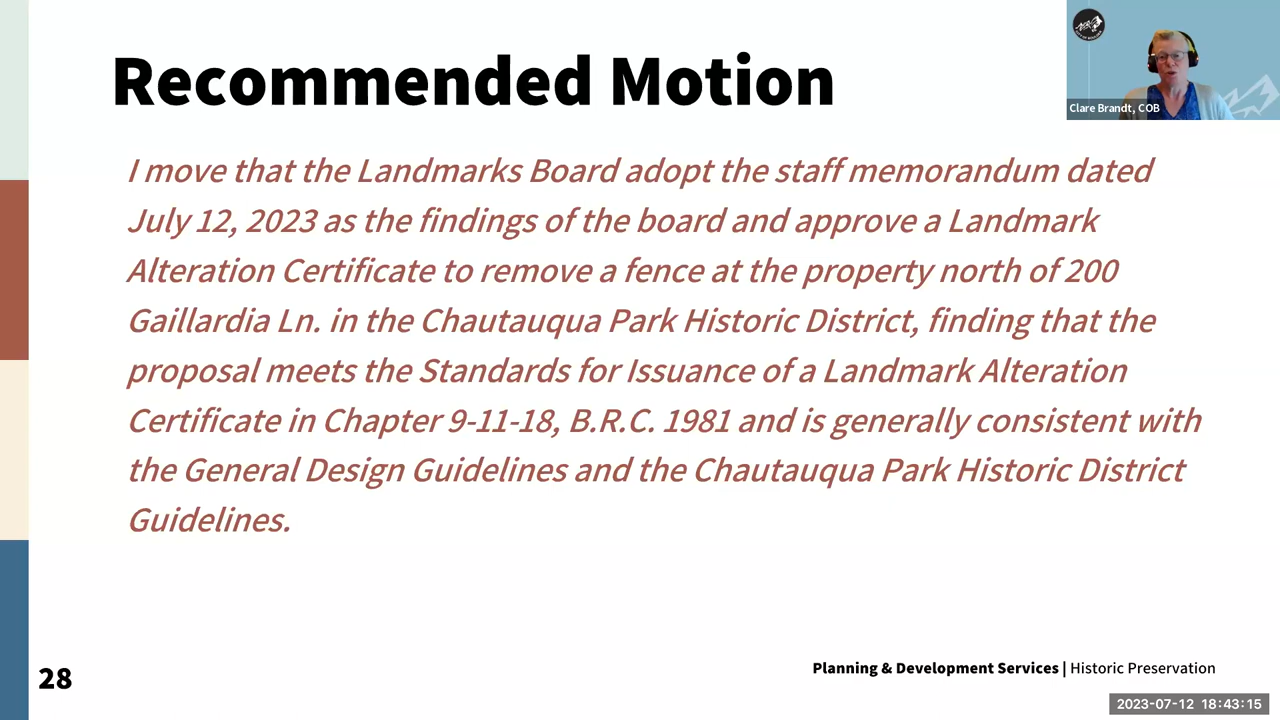 Recommended Motion
Clare Brandt, COB
I move that the Landmarks Board adopt the staff memorandum dated
July 12, 2023 as the findings of the board and approve a Landmark
Alteration Certificate to remove a fence at the property north of 200
Gaillardia Ln. in the Chautauqua Park Historic District, finding that the
proposal meets the Standards for Issuance of a Landmark Alteration
Certificate in Chapter 9-11-18, B.R.C. 1981 and is generally consistent with
the General Design Guidelines and the Chautauqua Park Historic District
Guidelines.
28
Planning & Development Services | Historic Preservation
2023-07-12 18:43:15